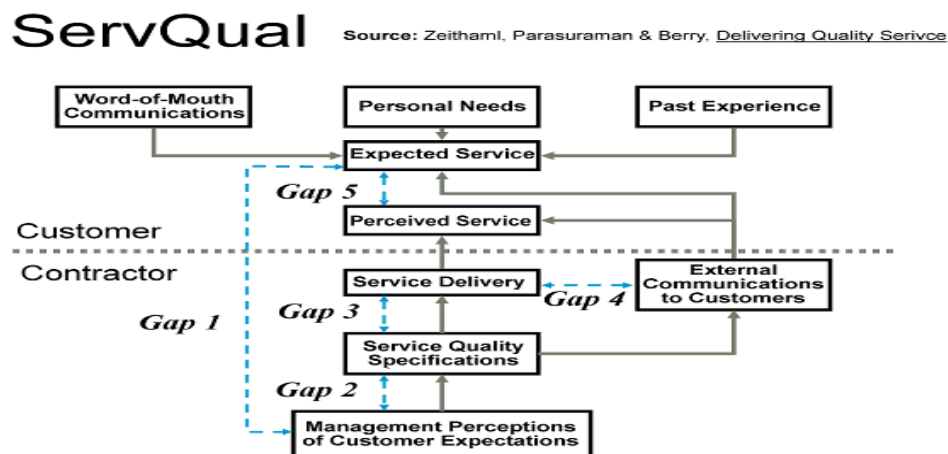 ServQual
Source: Zeithaml, Parasuraman & Berry, Delivering Quality Serivce
Word-of-Mouth
Communications
Personal Needs
Past Experience
Expected Service
Gap 5
Perceived Service
Customer
Contractor
Service Delivery
External
Communications
to Customers
Gap 4
Gap 3
Gap 1
Service Quality
Specifications
Gap 2
Management Perceptions
of Customer Expectations